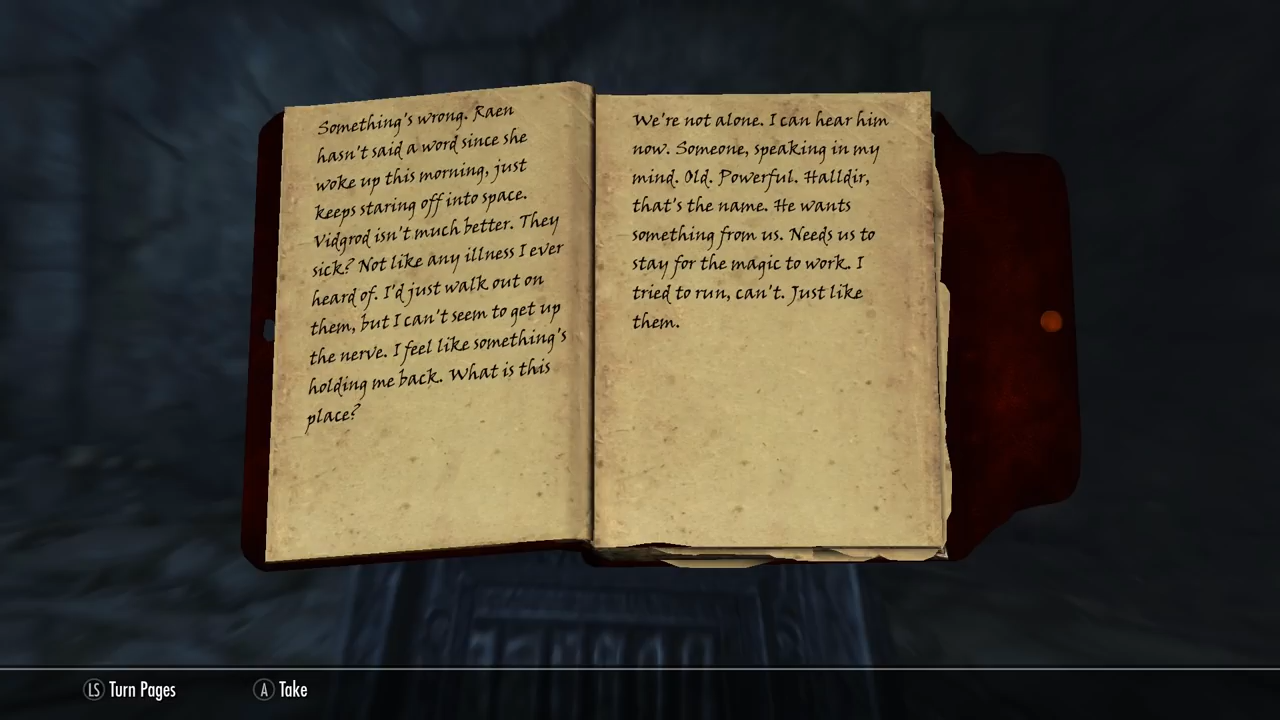 Something's wrong. Raen
hasn't said a word since she
woke up this morning, just
keeps staring off into space.
Vidgrod isn't much better. They
sick? Not like any illness I ever
heard of. I'd just walk out on
them, but I can't seem to get up
the nerve. I feel like something's
holding me back. What is this
place?
We're not alone. I can hear him
now. Someone, speaking in my
mind. Old. Powerful. Halldir,
that's the name. He wants
something from us. Needs us to
stay for the magic to work. I
tried to run, can't. Just like
them.
LS Turn Pages
A Take